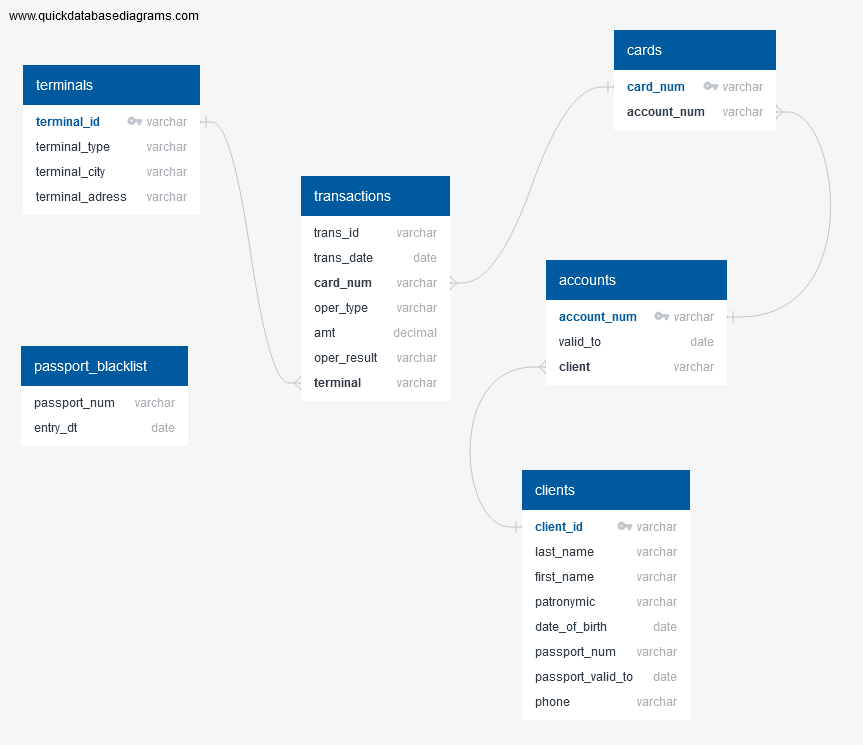 www.quickdatabasediagrams.com
terminals
terminal_id varchar
terminal_type varchar
terminal_city varchar
terminal_adress varchar
transactions
trans_id varchar
trans_date date
card_num varchar
oper_type varchar
amt decimal
oper_result varchar
terminal varchar
cards
card_num varchar
account_num varchar
accounts
account_num varchar
valid_to date
client varchar
passport_blacklist
passport_num varchar
entry_dt date
clients
client_id varchar
last_name varchar
first_name varchar
patronymic varchar
date_of_birth date
passport_num varchar
passport_valid_to date
phone varchar